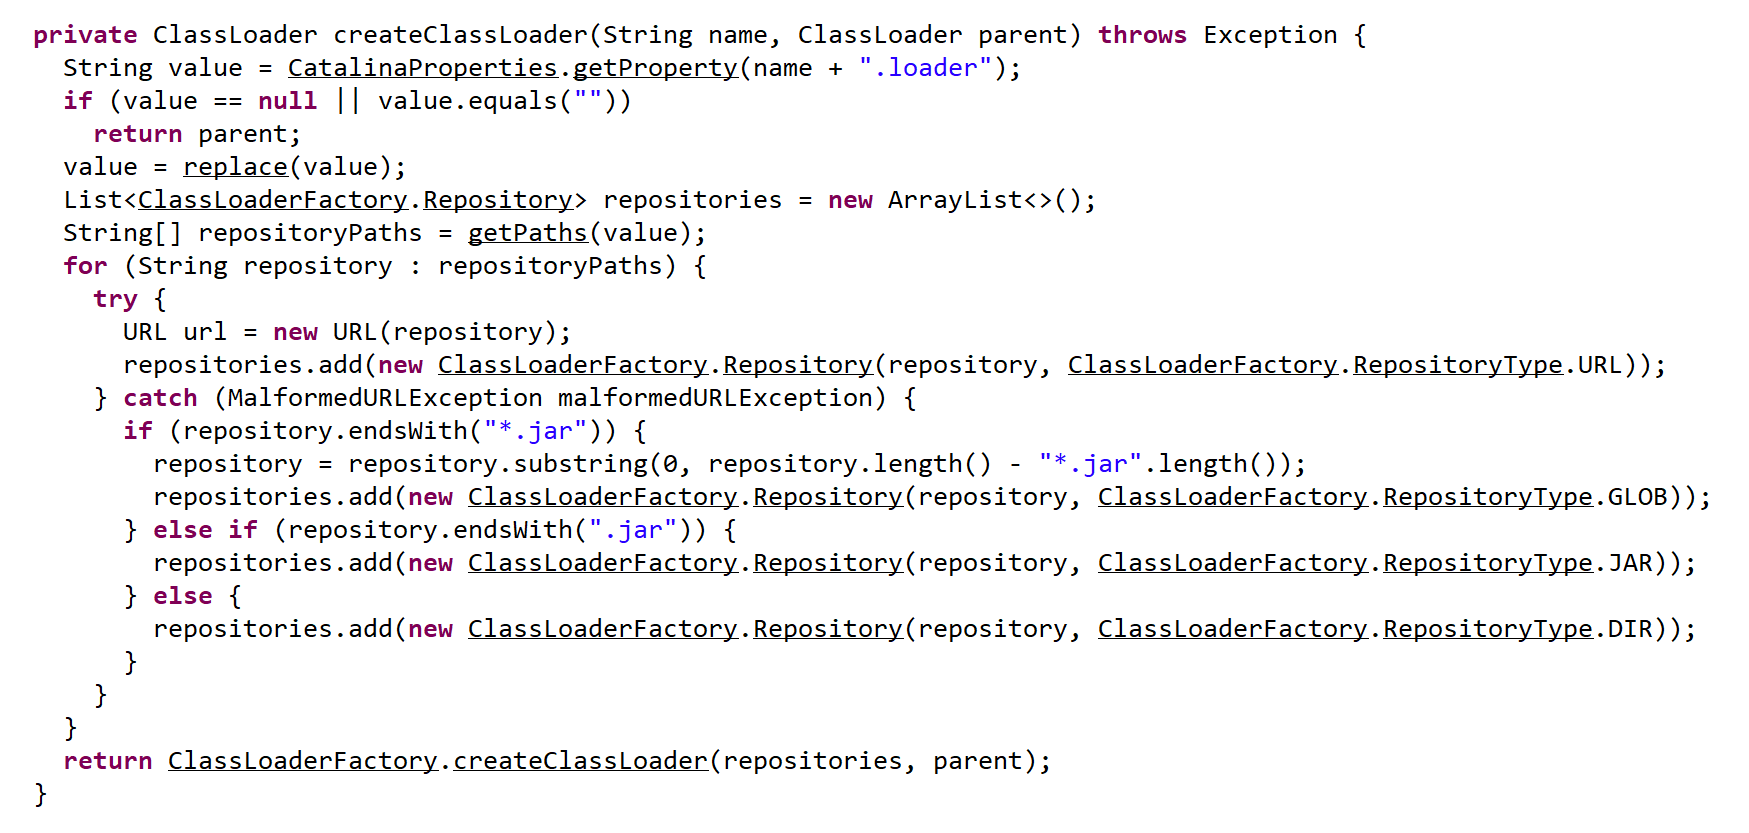 private ClassLoader createClassLoader(String name, ClassLoader parent) throws Exception {
  String value = CatalinaProperties.getProperty(name + ".loader");
  if (value == null || value.equals(""))
    return parent;
  value = replace(value);
  List<ClassLoaderFactory.Repository> repositories = new ArrayList<>();
  String[] repositoryPaths = getPaths(value);
  for (String repository : repositoryPaths) {
    try {
      URL url = new URL(repository);
      repositories.add(new ClassLoaderFactory.Repository(repository, ClassLoaderFactory.RepositoryType.URL));
    } catch (MalformedURLException malformedURLException) {
      if (repository.endsWith("*.jar")) {
        repository = repository.substring(0, repository.length() - "*.jar".length());
        repositories.add(new ClassLoaderFactory.Repository(repository, ClassLoaderFactory.RepositoryType.GLOB));
      } else if (repository.endsWith(".jar")) {
        repositories.add(new ClassLoaderFactory.Repository(repository, ClassLoaderFactory.RepositoryType.JAR));
      } else {
        repositories.add(new ClassLoaderFactory.Repository(repository, ClassLoaderFactory.RepositoryType.DIR));
      }
    }
  }
  return ClassLoaderFactory.createClassLoader(repositories, parent);
}